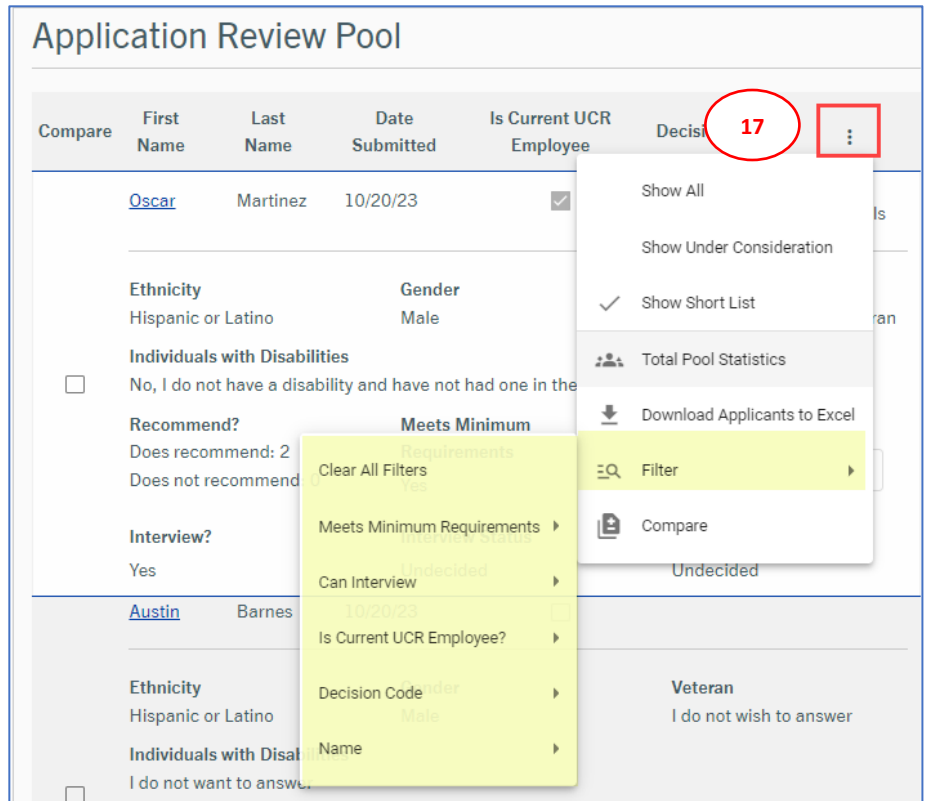 Application Review Pool
Compare
First Name
Last Name
Date Submitted
Is Current UCR Employee
Decisi
17
Oscar Martinez 10/20/23
ls
Ethnicity
Hispanic or Latino
Gender
Male
ran
Individuals with Disabilities
No, I do not have a disability and have not had one in the
Recommend?
Does recommend: 2
Does not recommend: 0
Meets Minimum
Requirements
Yes
Interview?
Yes
Interview Status
Undecided
Undecided
Show All
Show Under Consideration
Show Short List
Total Pool Statistics
Download Applicants to Excel
Filter
Compare
Clear All Filters
Meets Minimum Requirements
Can Interview
Is Current UCR Employee?
Decision Code
Name
Austin Barnes 10/20/23
Ethnicity
Hispanic or Latino
Gender
Male
Veteran
I do not wish to answer
Individuals with Disabilities
I do not want to answer